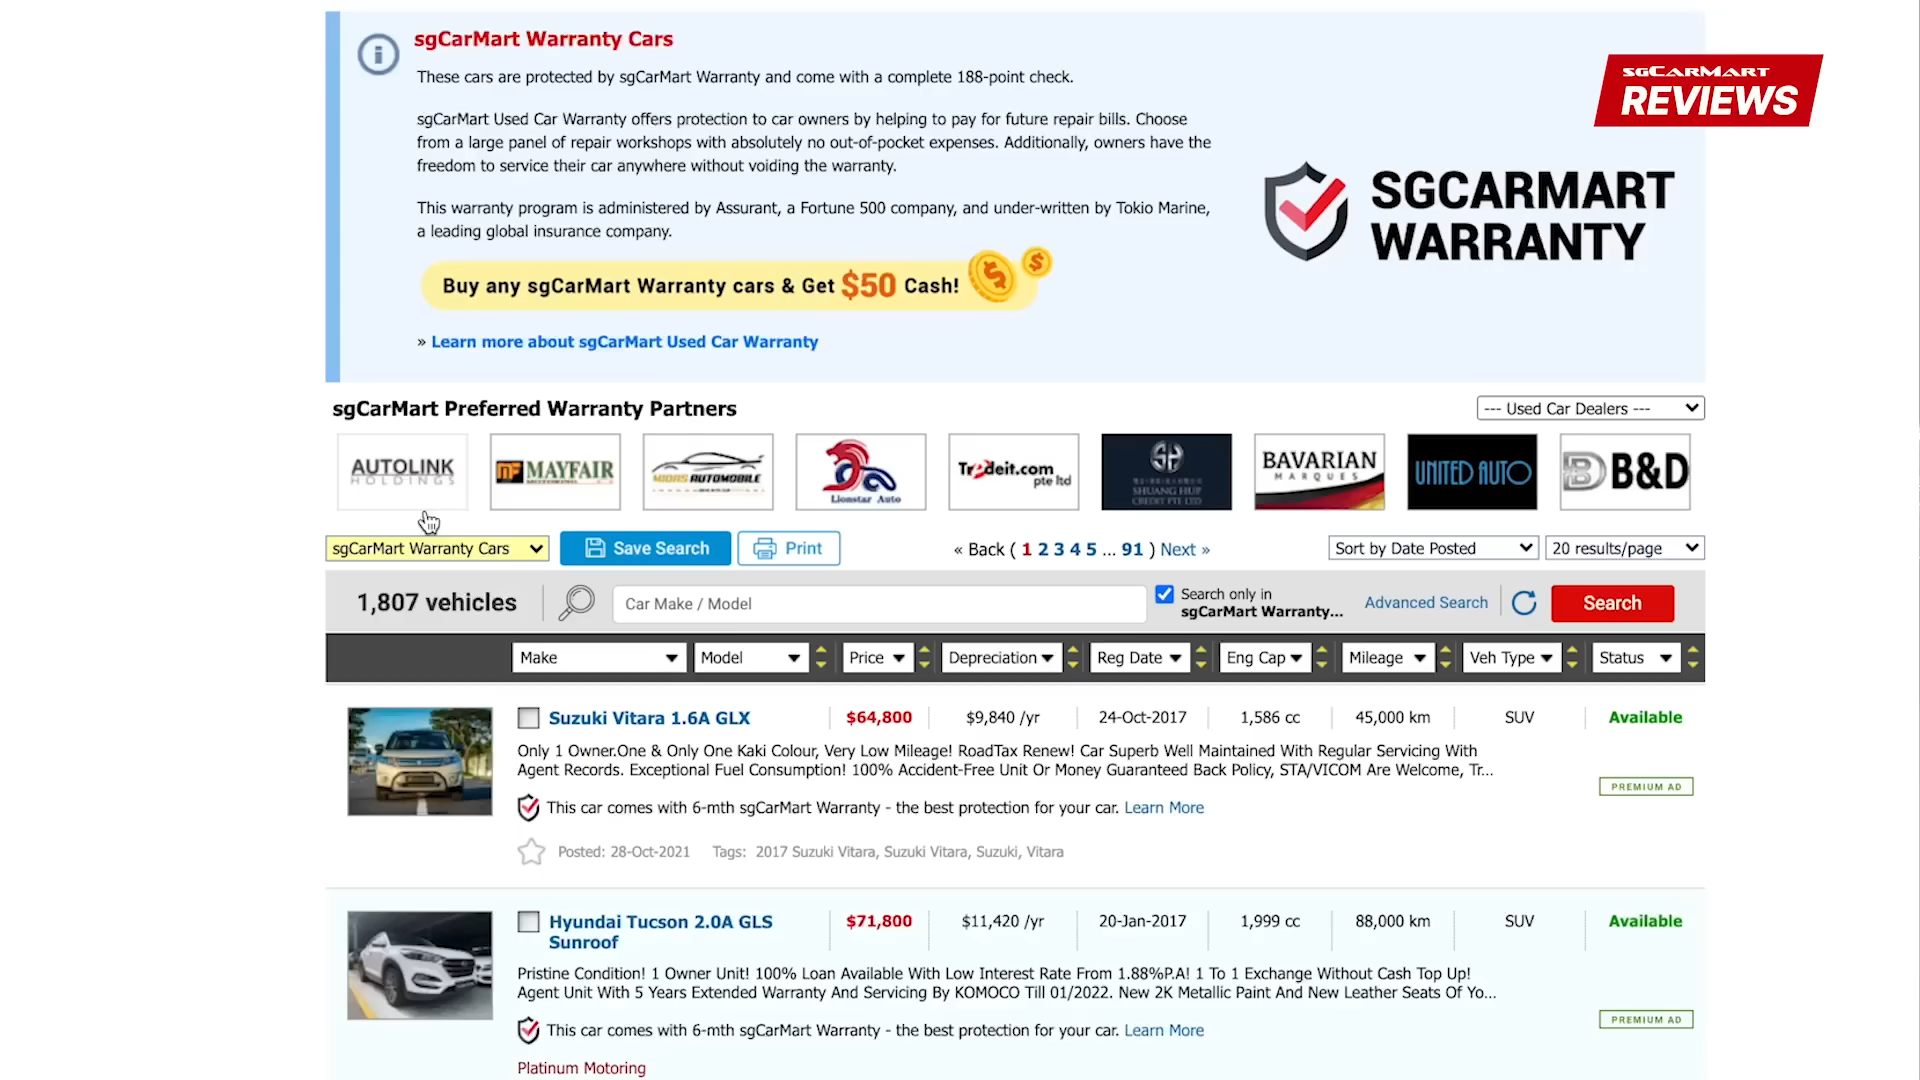 sgCarMart Warranty Cars
These cars are protected by sgCarMart Warranty and come with a complete 188-point check.
sgCarMart Used Car Warranty offers protection to car owners by helping to pay for future repair bills. Choose
from a large panel of repair workshops with absolutely no out-of-pocket expenses. Additionally, owners have the
freedom to service their car anywhere without voiding the warranty.
This warranty program is administered by Assurant, a Fortune 500 company, and under-written by Tokio Marine,
a leading global insurance company.
Buy any sgCarMart Warranty cars & Get $50 Cash!
» Learn more about sgCarMart Used Car Warranty
SGCARMART
REVIEWS
SGCARMART
WARRANTY
sgCarMart Preferred Warranty Partners
--- Used Car Dealers ---
AUTOLINK
HOLDINGS
MAYFAIR
MIDAS AUTOMOBILE
Lionstar Auto
Tradeit.com
pte ltd
SHUANG HUP
CREDIT PTE LTD
BAVARIAN
MARQUES
UNITED AUTO
B&D
sgCarMart Warranty Cars
Save Search
Print
« Back ( 1 2 3 4 5 ... 91 ) Next »
Sort by Date Posted
20 results/page
1,807 vehicles
Car Make / Model
Search only in
sgCarMart Warranty...
Advanced Search
Search
Make Model Price Depreciation Reg Date Eng Cap Mileage Veh Type Status
Suzuki Vitara 1.6A GLX $64,800 $9,840 /yr 24-Oct-2017 1,586 cc 45,000 km SUV Available
Only 1 Owner.One & Only One Kaki Colour, Very Low Mileage! RoadTax Renew! Car Superb Well Maintained With Regular Servicing With
Agent Records. Exceptional Fuel Consumption! 100% Accident-Free Unit Or Money Guaranteed Back Policy, STA/VICOM Are Welcome, Tr...
PREMIUM AD
This car comes with 6-mth sgCarMart Warranty - the best protection for your car. Learn More
Posted: 28-Oct-2021 Tags: 2017 Suzuki Vitara, Suzuki Vitara, Suzuki, Vitara
Hyundai Tucson 2.0A GLS $71,800 $11,420 /yr 20-Jan-2017 1,999 cc 88,000 km SUV Available
Sunroof
Pristine Condition! 1 Owner Unit! 100% Loan Available With Low Interest Rate From 1.88%P.A! 1 To 1 Exchange Without Cash Top Up!
Agent Unit With 5 Years Extended Warranty And Servicing By KOMOCO Till 01/2022. New 2K Metallic Paint And New Leather Seats Of Yo...
PREMIUM AD
This car comes with 6-mth sgCarMart Warranty - the best protection for your car. Learn More
Platinum Motoring